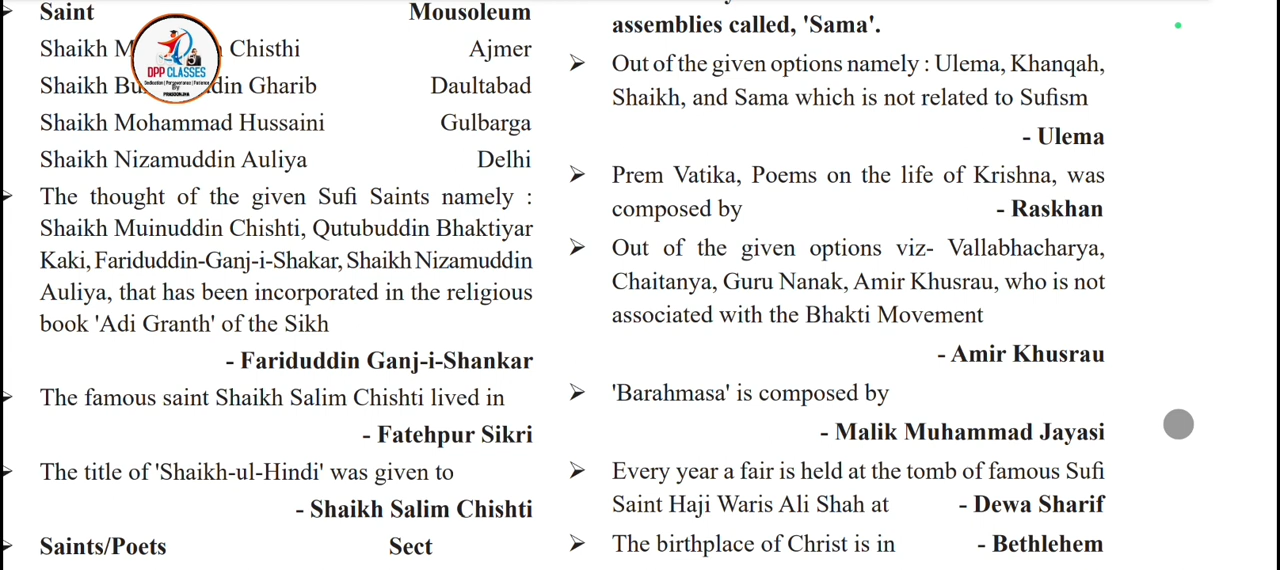 Saint Mousoleum
Shaikh M Chisthi Ajmer
Shaikh Bu din Gharib Daultabad
Shaikh Mohammad Hussaini Gulbarga
Shaikh Nizamuddin Auliya Delhi
The thought of the given Sufi Saints namely :
Shaikh Muinuddin Chishti, Qutubuddin Bhaktiyar
Kaki, Fariduddin-Ganj-i-Shakar, Shaikh Nizamuddin
Auliya, that has been incorporated in the religious
book 'Adi Granth' of the Sikh
- Fariduddin Ganj-i-Shankar
The famous saint Shaikh Salim Chishti lived in
- Fatehpur Sikri
The title of 'Shaikh-ul-Hindi' was given to
- Shaikh Salim Chishti
Saints/Poets Sect
assemblies called, 'Sama'.
Out of the given options namely : Ulema, Khanqah,
Shaikh, and Sama which is not related to Sufism
- Ulema
Prem Vatika, Poems on the life of Krishna, was
composed by - Raskhan
Out of the given options viz- Vallabhacharya,
Chaitanya, Guru Nanak, Amir Khusrau, who is not
associated with the Bhakti Movement
- Amir Khusrau
'Barahmasa' is composed by
- Malik Muhammad Jayasi
Every year a fair is held at the tomb of famous Sufi
Saint Haji Waris Ali Shah at - Dewa Sharif
The birthplace of Christ is in - Bethlehem
DPP CLASSES
By